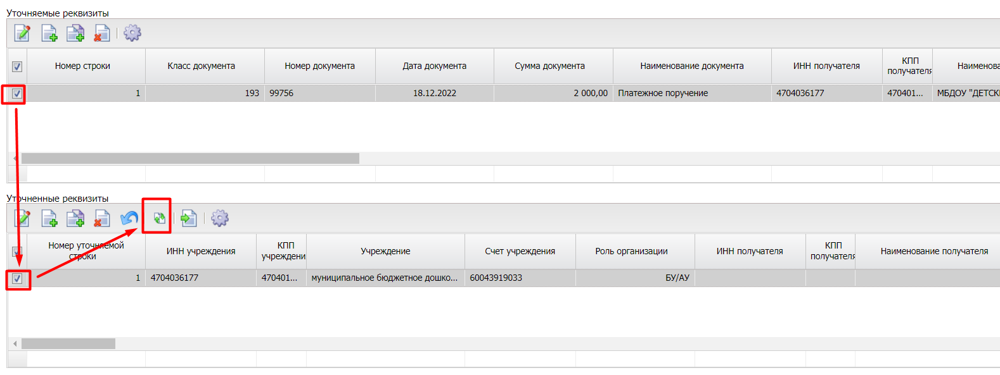 Уточняемые реквизиты
Номер строки Класс документа Номер документа Дата документа Сумма документа Наименование документа ИНН получателя КПП получателя Наименова
1 193 99756 18.12.2022 2 000,00 Платежное поручение 4704036177 470401... МБДОУ "ДЕТСК
Уточненные реквизиты
Номер уточняемой строки ИНН учреждения КПП учреждени Учреждение Счет учреждения Роль организации ИНН получателя КПП получателя Наименование получателя
1 4704036177 470401... муниципальное бюджетное дошко... 60043919033 БУ/АУ